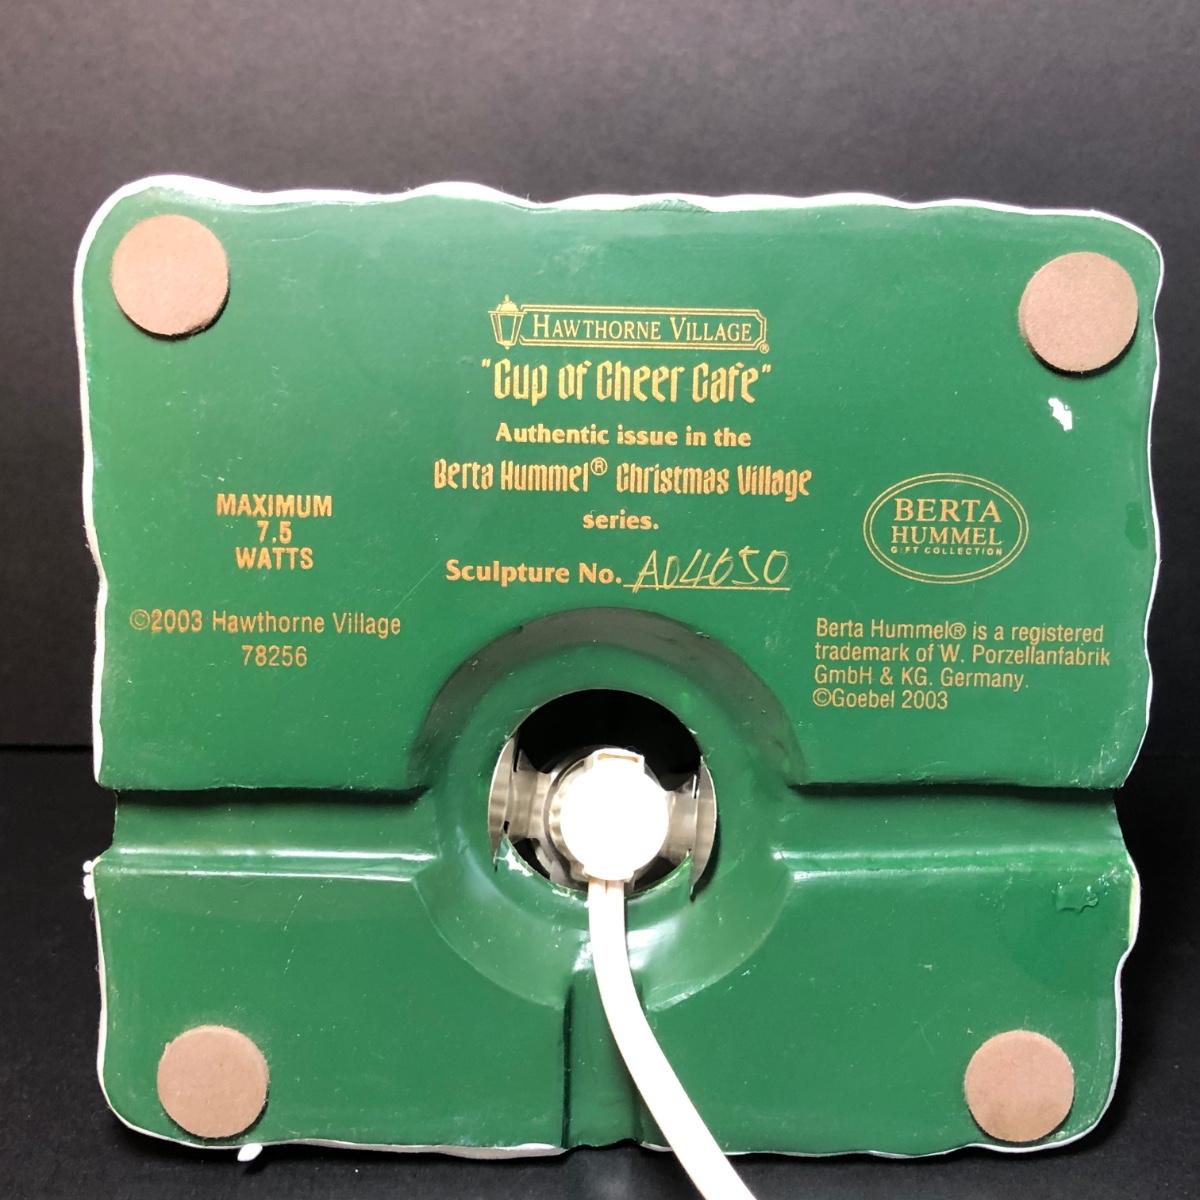 HAWTHORNE VILLAGE®
"Cup of Cheer Cafe"
Authentic issue in the
Berta Hummel® Christmas Village
series.
Sculpture No. A04650
MAXIMUM
7.5
WATTS
©2003 Hawthorne Village
78256
BERTA
HUMMEL
GIFT COLLECTION
Berta Hummel® is a registered
trademark of W. Porzellanfabrik
GmbH & KG. Germany.
©Goebel 2003